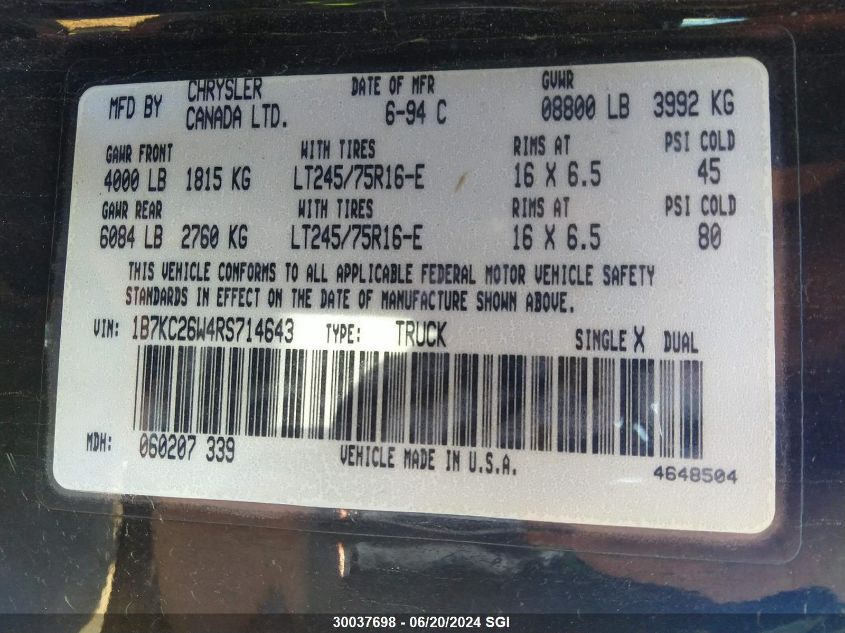 MFD BY CHRYSLER CANADA LTD. DATE OF MFR 6-94 C GVWR 08800 LB 3992 KG
GAWR FRONT WITH TIRES RIMS AT PSI COLD
4000 LB 1815 KG LT245/75R16-E 16 X 6.5 45
GAWR REAR WITH TIRES RIMS AT PSI COLD
6084 LB 2760 KG LT245/75R16-E 16 X 6.5 80
THIS VEHICLE CONFORMS TO ALL APPLICABLE FEDERAL MOTOR VEHICLE SAFETY
STANDARDS IN EFFECT ON THE DATE OF MANUFACTURE SHOWN ABOVE.
VIN: 1B7KC26W4RS714643 TYPE: TRUCK SINGLE X DUAL
MDH: 060207 339 VEHICLE MADE IN U.S.A. 4648504
30037698 - 06/20/2024 SGI